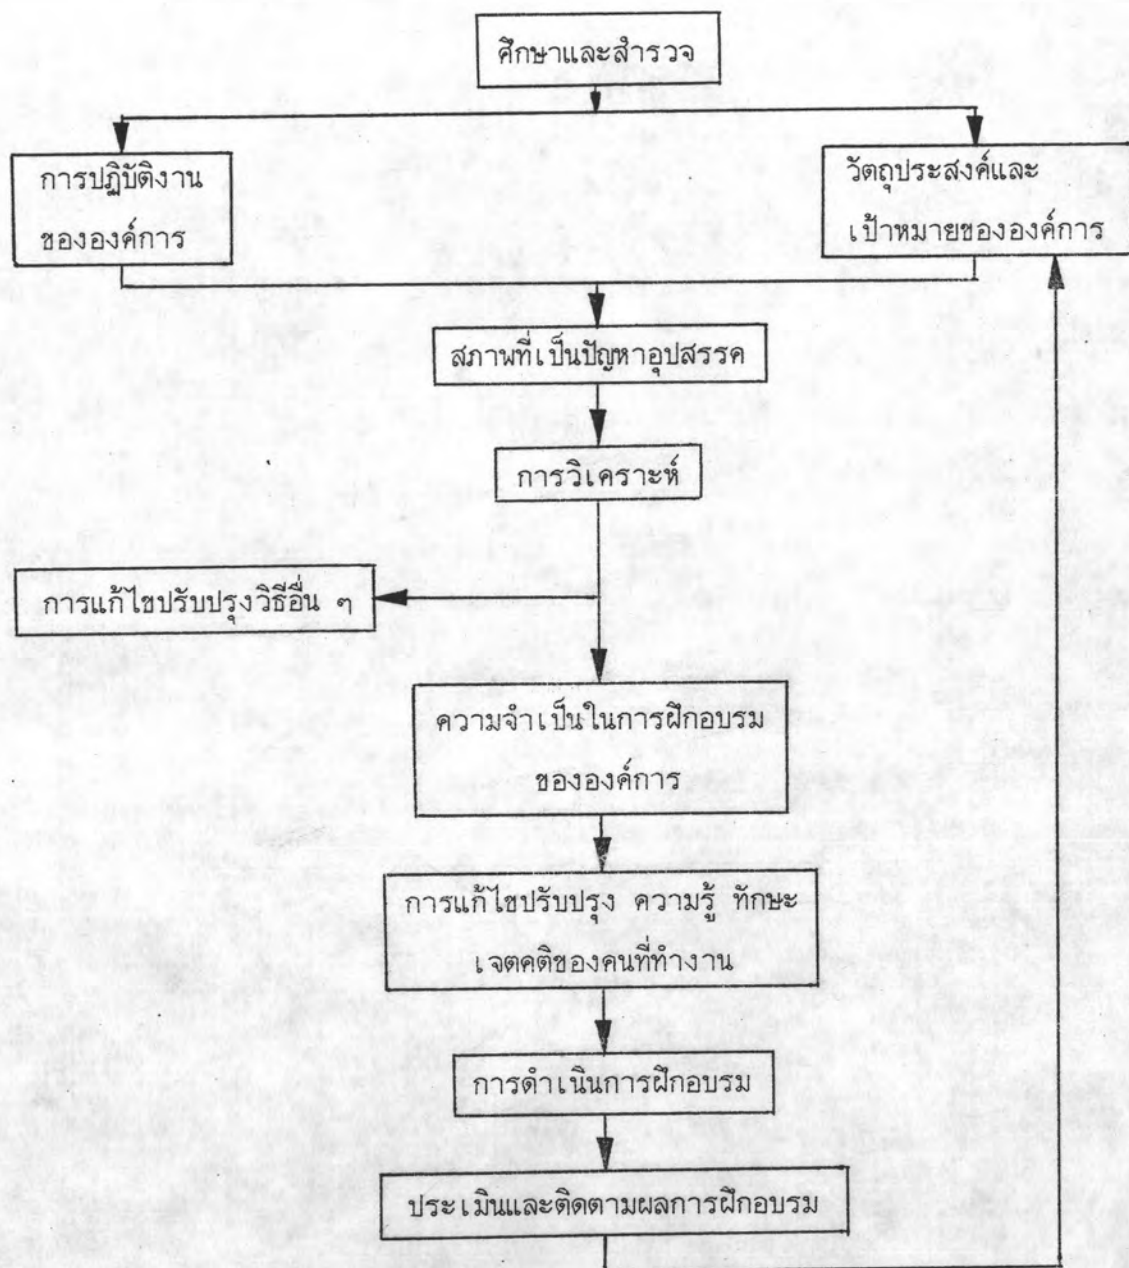 ศึกษาและสำรวจ
การปฏิบัติงาน
ขององค์การ
วัตถุประสงค์และ
เป้าหมายขององค์การ
สภาพที่เป็นปัญหาอุปสรรค
การวิเคราะห์
การแก้ไขปรับปรุงวิธีอื่น ๆ
ความจำเป็นในการฝึกอบรม
ขององค์การ
การแก้ไขปรับปรุง ความรู้ ทักษะ
เจตคติของคนที่ทำงาน
การดำเนินการฝึกอบรม
ประเมินและติดตามผลการฝึกอบรม